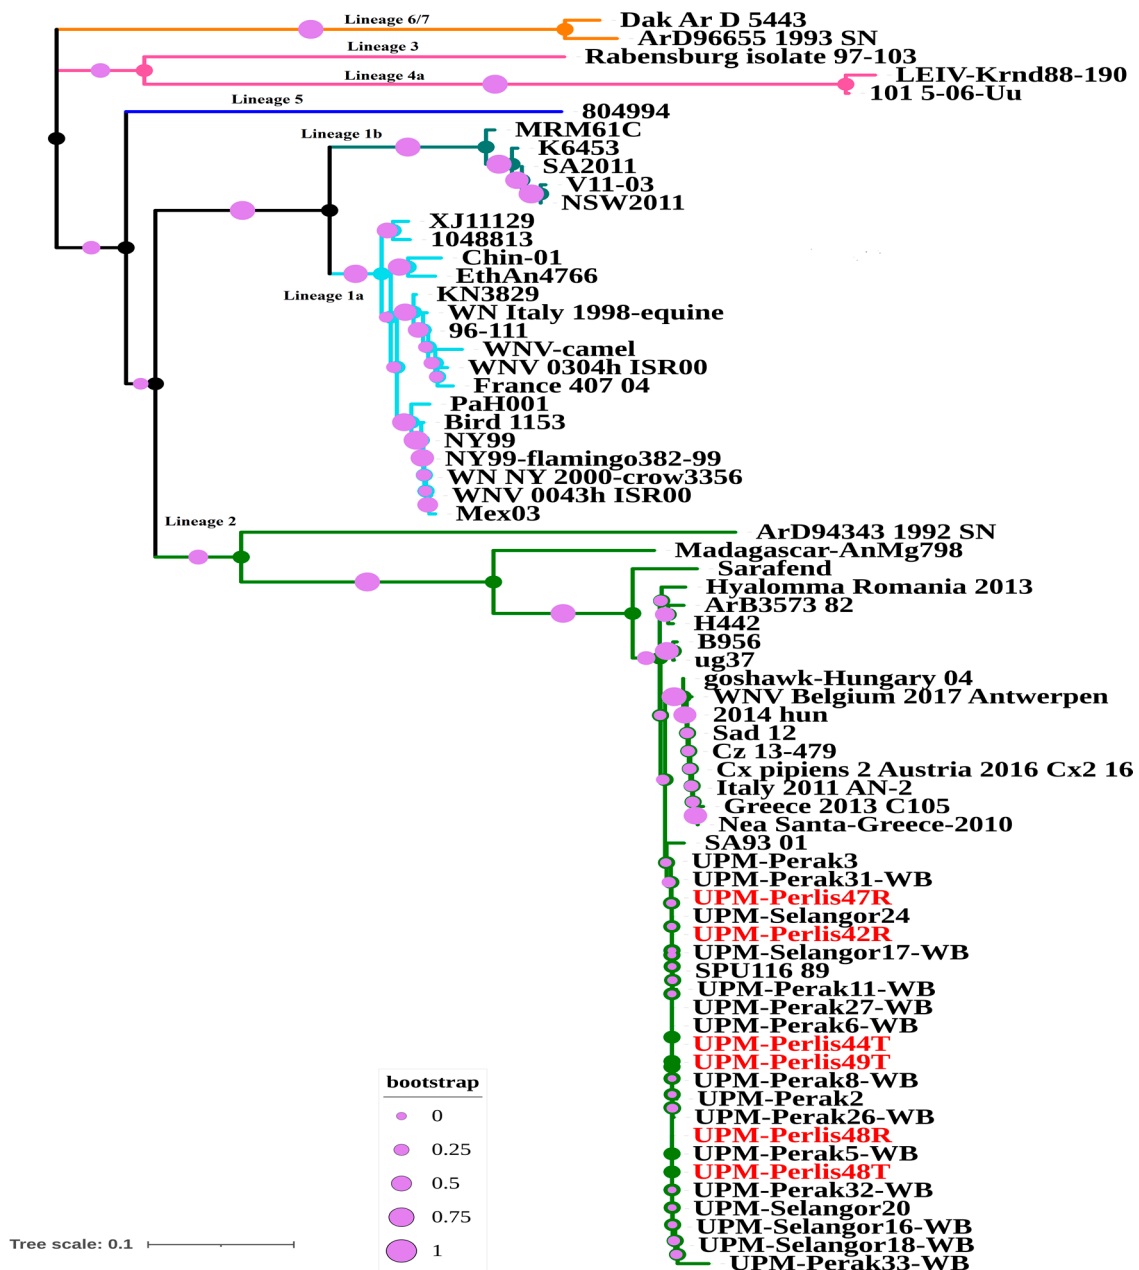 Lineage 6/7
Dak Ar D 5443
ArD96655 1993 SN
Lineage 3
Rabensburg isolate 97-103
Lineage 4a
LEIV-Krnd88-190
101 5-06-Uu
Lineage 5
804994
Lineage 1b
MRM61C
K6453
SA2011
V11-03
NSW2011
XJ11129
1048813
Chin-01
EthAn4766
Lineage 1a
KN3829
WN Italy 1998-equine
96-111
WNV-camel
WNV 0304h ISR00
France 407 04
PaH001
Bird 1153
NY99
NY99-flamingo382-99
WN NY 2000-crow3356
WNV 0043h ISR00
Mex03
Lineage 2
ArD94343 1992 SN
Madagascar-AnMg798
Sarafend
Hyalomma Romania 2013
ArB3573 82
H442
B956
ug37
goshawk-Hungary 04
WNV Belgium 2017 Antwerpen
2014 hun
Sad 12
Cz 13-479
Cx pipiens 2 Austria 2016 Cx2 16
Italy 2011 AN-2
Greece 2013 C105
Nea Santa-Greece-2010
SA93 01
UPM-Perak3
UPM-Perak31-WB
UPM-Perlis47R
UPM-Selangor24
UPM-Perlis42R
UPM-Selangor17-WB
SPU116 89
UPM-Perak11-WB
UPM-Perak27-WB
UPM-Perak6-WB
UPM-Perlis44T
UPM-Perlis49T
UPM-Perak8-WB
UPM-Perak2
UPM-Perak26-WB
UPM-Perlis48R
UPM-Perak5-WB
UPM-Perlis48T
UPM-Perak32-WB
UPM-Selangor20
UPM-Selangor16-WB
UPM-Selangor18-WB
UPM-Perak33-WB
bootstrap
0
0.25
0.5
0.75
1
Tree scale: 0.1